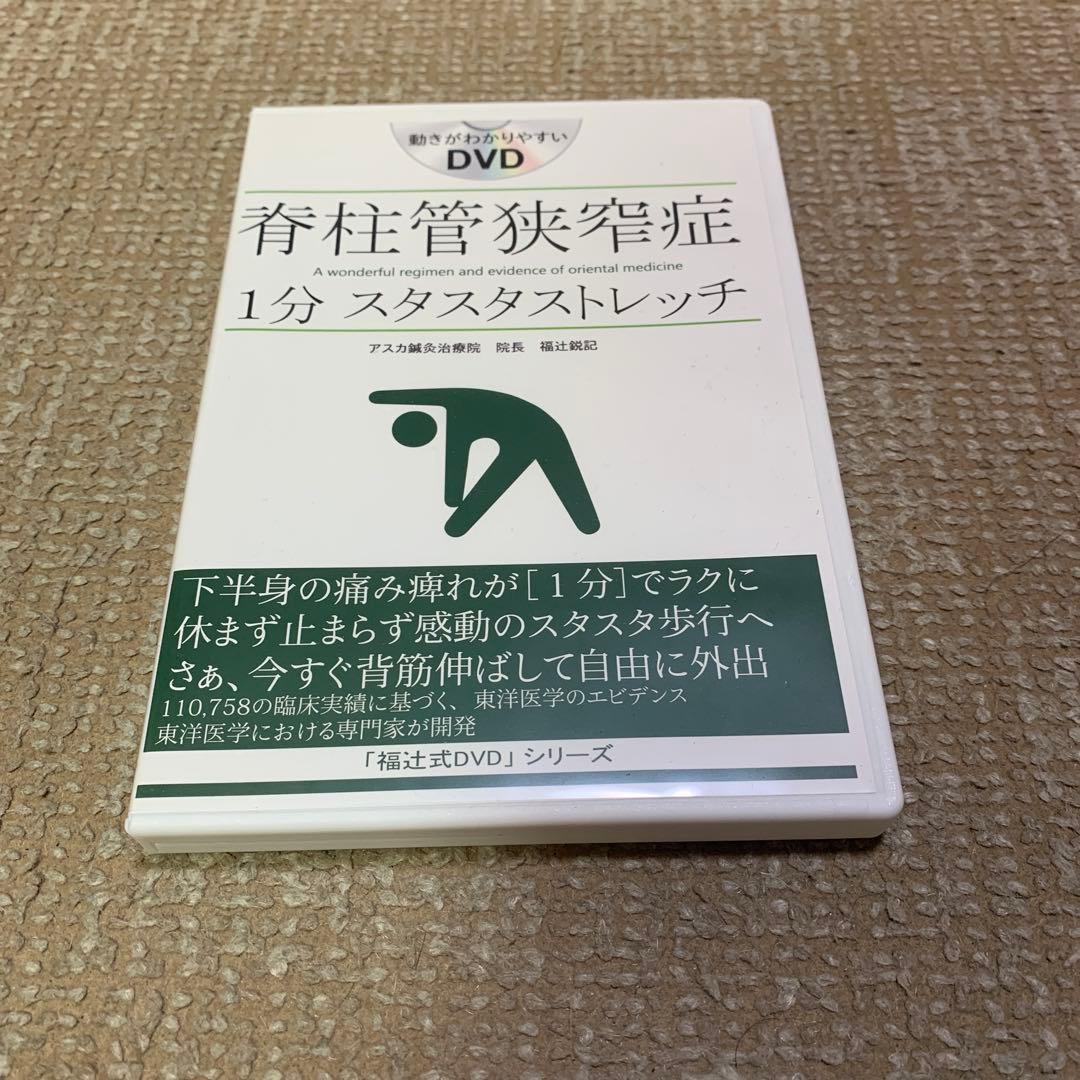 動きがわかりやすい
DVD
脊柱管狭窄症
A wonderful regimen and evidence of oriental medicine
1分 スタスタストレッチ
アスカ鍼灸治療院 院長 福辻鋭記
下半身の痛み痺れが[1分]でラクに
休まず止まらず感動のスタスタ歩行へ
さぁ、今すぐ背筋伸ばして自由に外出
110,758の臨床実績に基づく、東洋医学のエビデンス
東洋医学における専門家が開発
「福辻式DVD」シリーズ